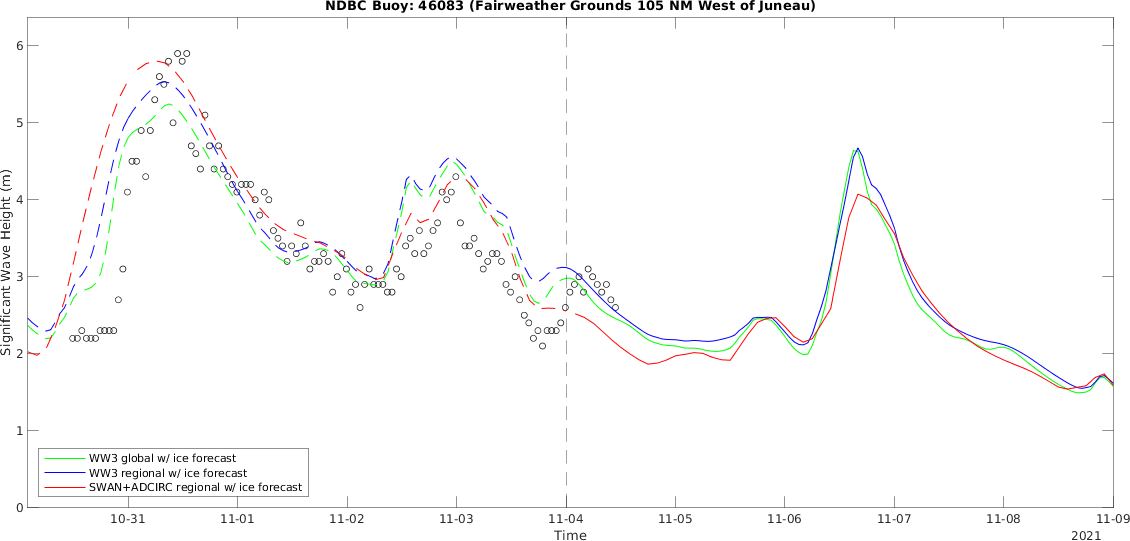 NDBC Buoy: 46083 (Fairweather Grounds 105 NM West of Juneau)
Significant Wave Height (m)
6
5
4
3
2
1
0
WW3 global w/ ice forecast
WW3 regional w/ ice forecast
SWAN+ADCIRC regional w/ ice forecast
10-31 11-01 11-02 11-03 11-04 11-05 11-06 11-07 11-08 11-09
Time
2021